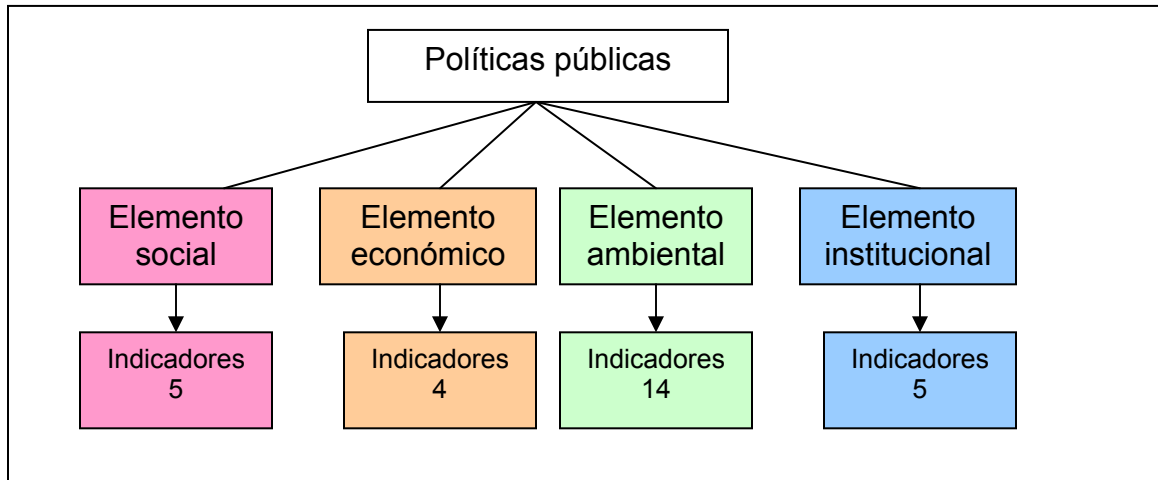 Políticas públicas
Elemento
social
Elemento
económico
Elemento
ambiental
Elemento
institucional
Indicadores
5
Indicadores
4
Indicadores
14
Indicadores
5